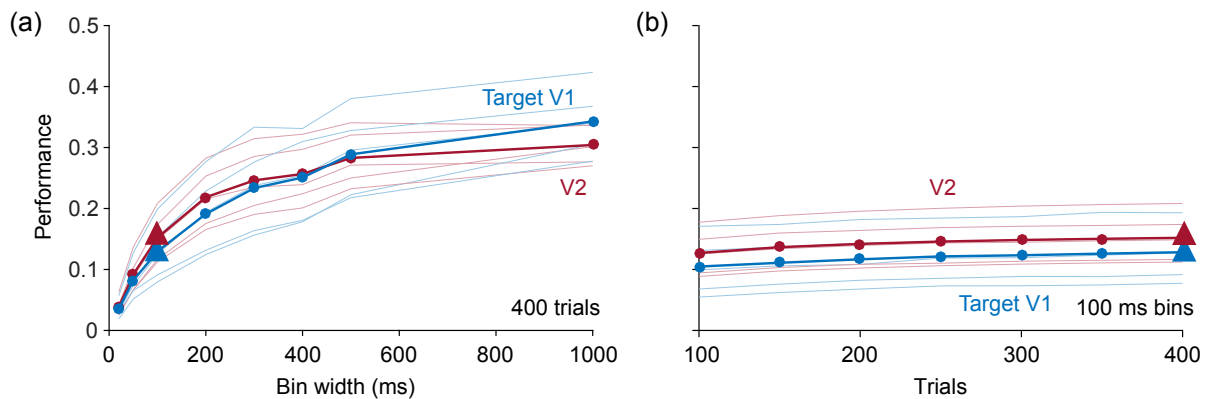 (a)
0.5
0.4
0.3
0.2
0.1
0
Performance
Target V1
V2
400 trials
0 200 400 600 800 1000
Bin width (ms)
(b)
V2
Target V1
100 ms bins
100 200 300 400
Trials